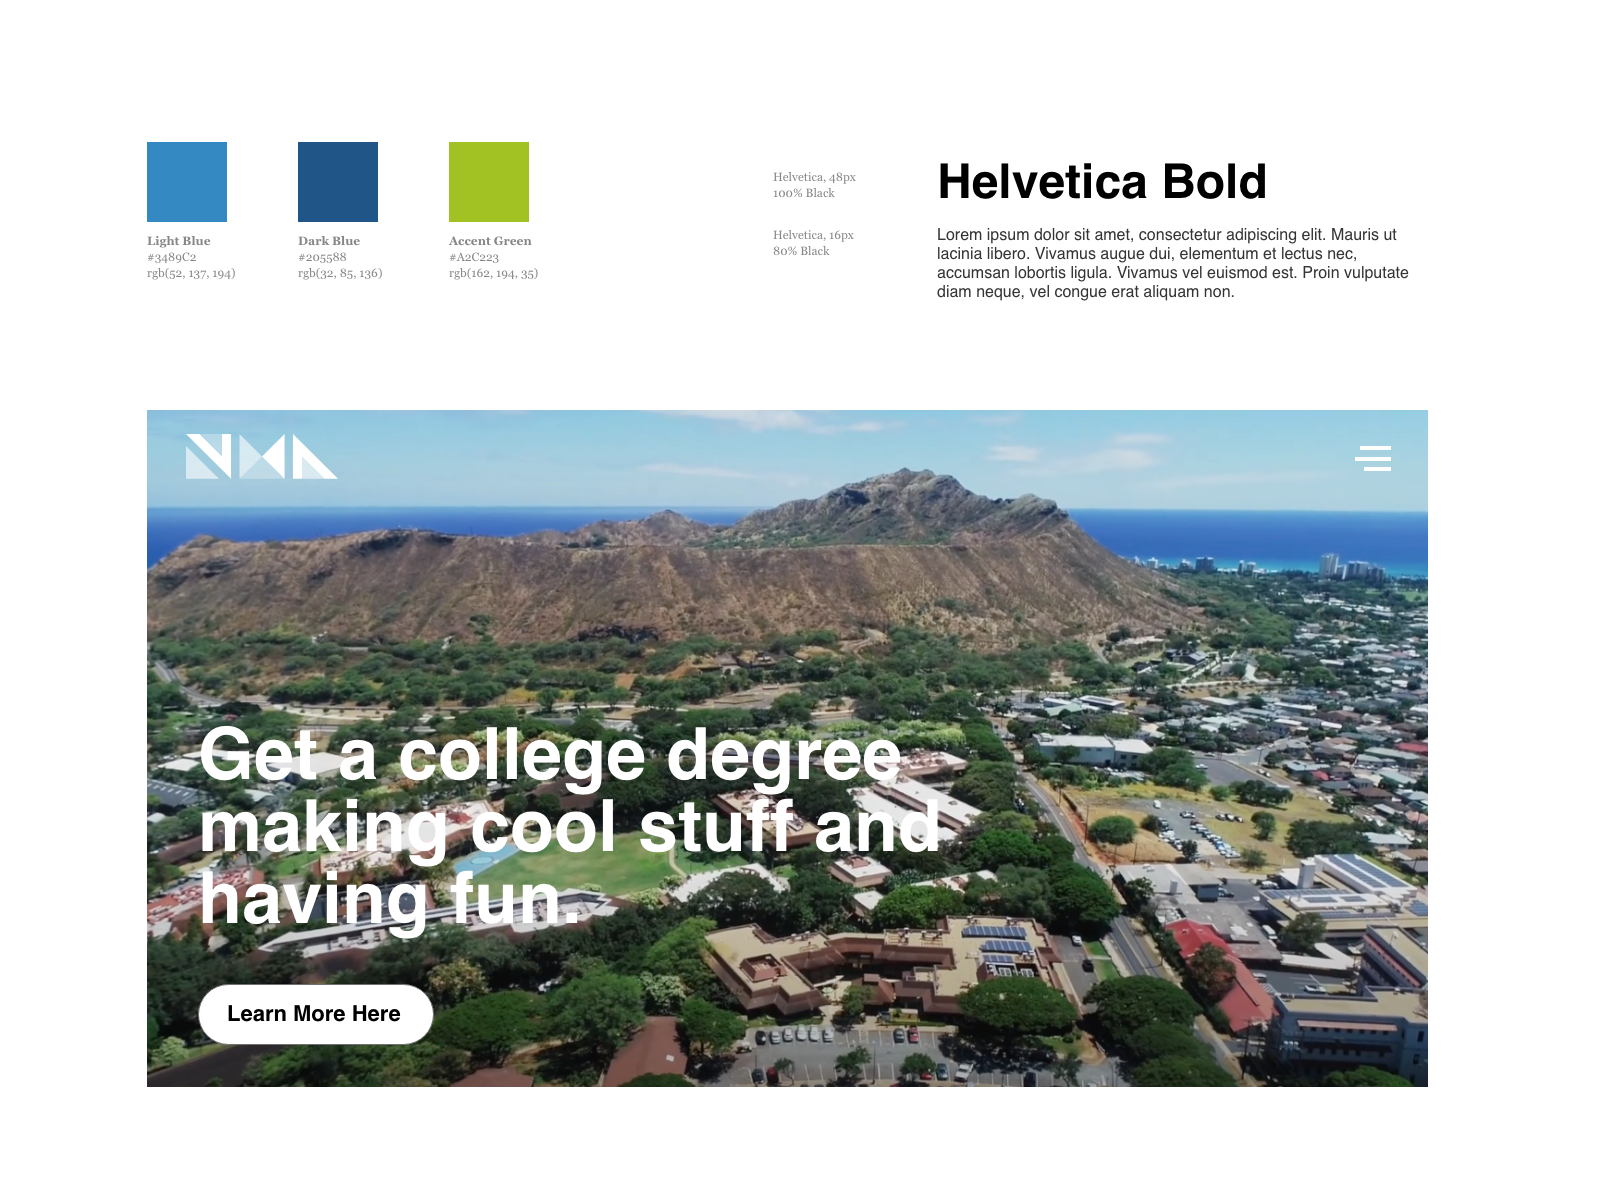 Light Blue
#3489C2
rgb(52, 137, 194)
Dark Blue
#205588
rgb(32, 85, 136)
Accent Green
#A2C223
rgb(162, 194, 35)
Helvetica, 48px
100% Black
Helvetica, 16px
80% Black
Helvetica Bold
Lorem ipsum dolor sit amet, consectetur adipiscing elit. Mauris ut
lacinia libero. Vivamus augue dui, elementum et lectus nec,
accumsan lobortis ligula. Vivamus vel euismod est. Proin vulputate
diam neque, vel congue erat aliquam non.
NMA
Get a college degree
making cool stuff and
having fun.
Learn More Here